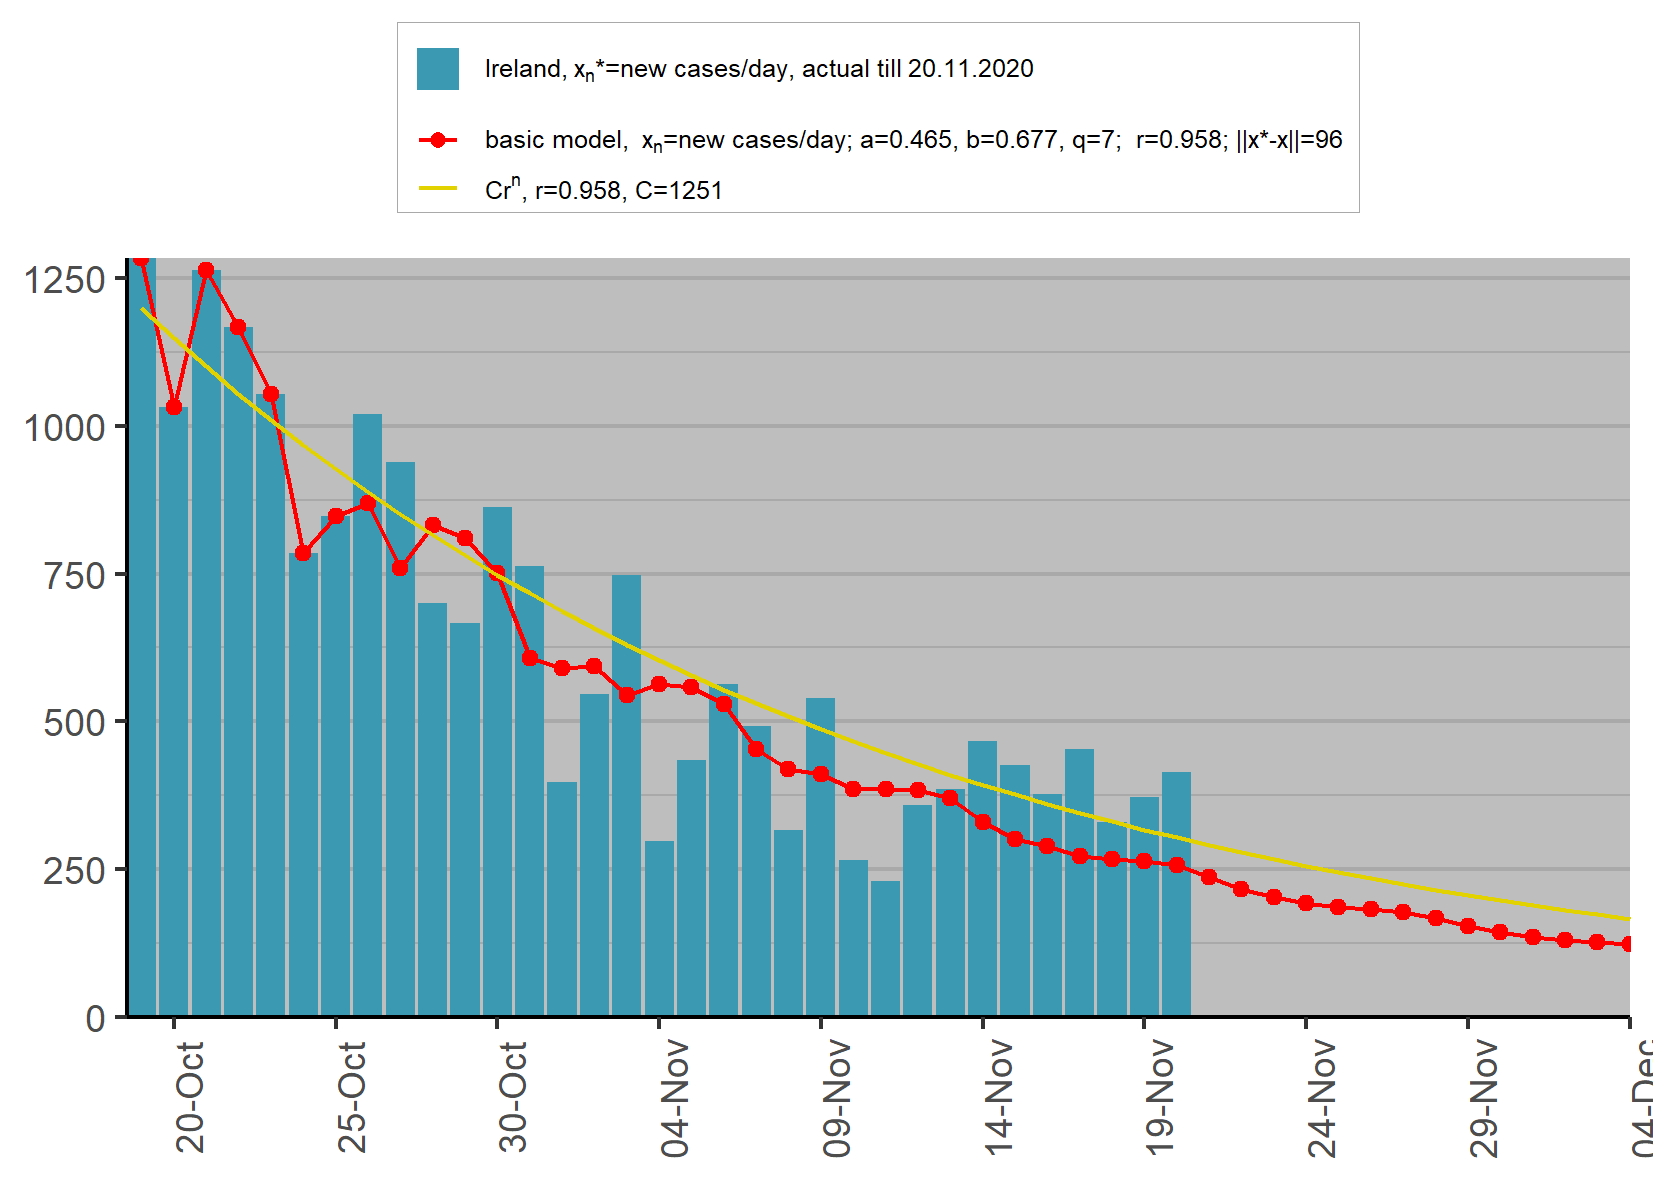 Ireland, xn*=new cases/day, actual till 20.11.2020
basic model, xn=new cases/day; a=0.465, b=0.677, q=7; r=0.958; ||x*-x||=96
Crn, r=0.958, C=1251
1250
1000
750
500
250
0
20-Oct
25-Oct
30-Oct
04-Nov
09-Nov
14-Nov
19-Nov
24-Nov
29-Nov
04-Dec